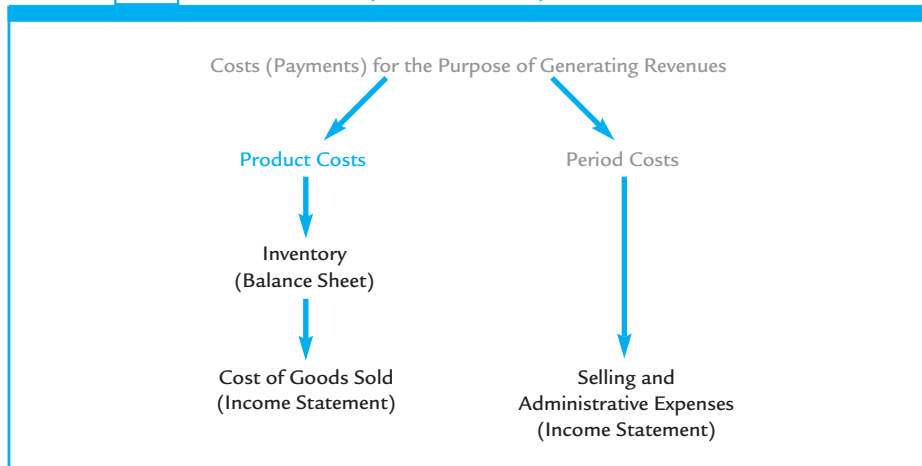 Costs (Payments) for the Purpose of Generating Revenues
Product Costs
Period Costs
Inventory
(Balance Sheet)
Cost of Goods Sold
(Income Statement)
Selling and
Administrative Expenses
(Income Statement)